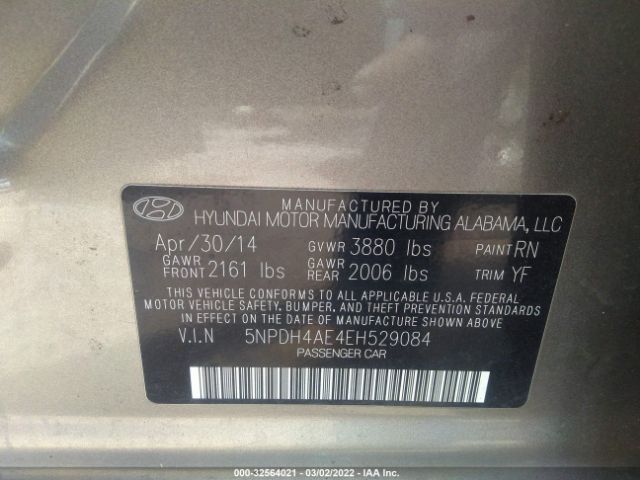 MANUFACTURED BY
HYUNDAI MOTOR MANUFACTURING ALABAMA, LLC
Apr/30/14 GVWR 3880 lbs PAINT RN
GAWR FRONT 2161 lbs GAWR REAR 2006 lbs TRIM YF
THIS VEHICLE CONFORMS TO ALL APPLICABLE U.S.A. FEDERAL
MOTOR VEHICLE SAFETY, BUMPER, AND THEFT PREVENTION
STANDARDS IN EFFECT ON THE DATE OF MANUFACTURE SHOWN ABOVE
V.I.N 5NPDH4AE4EH529084
PASSENGER CAR
000-32564021 - 03/02/2022 - IAA Inc.